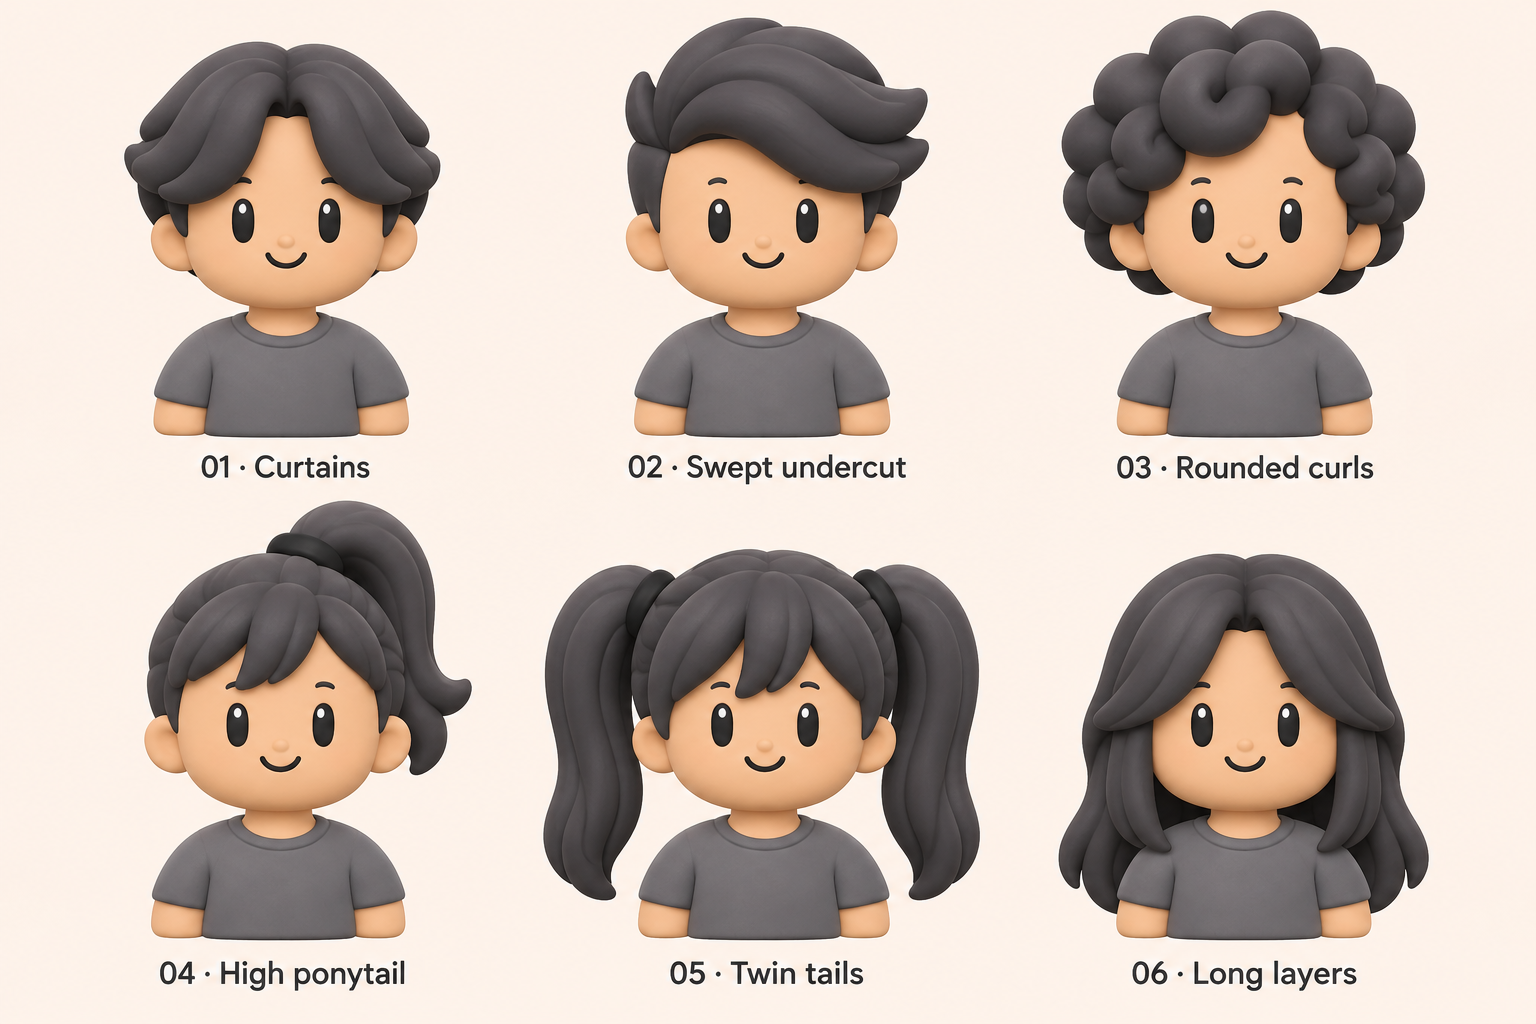 01 · Curtains
02 · Swept undercut
03 · Rounded curls
04 · High ponytail
05 · Twin tails
06 · Long layers